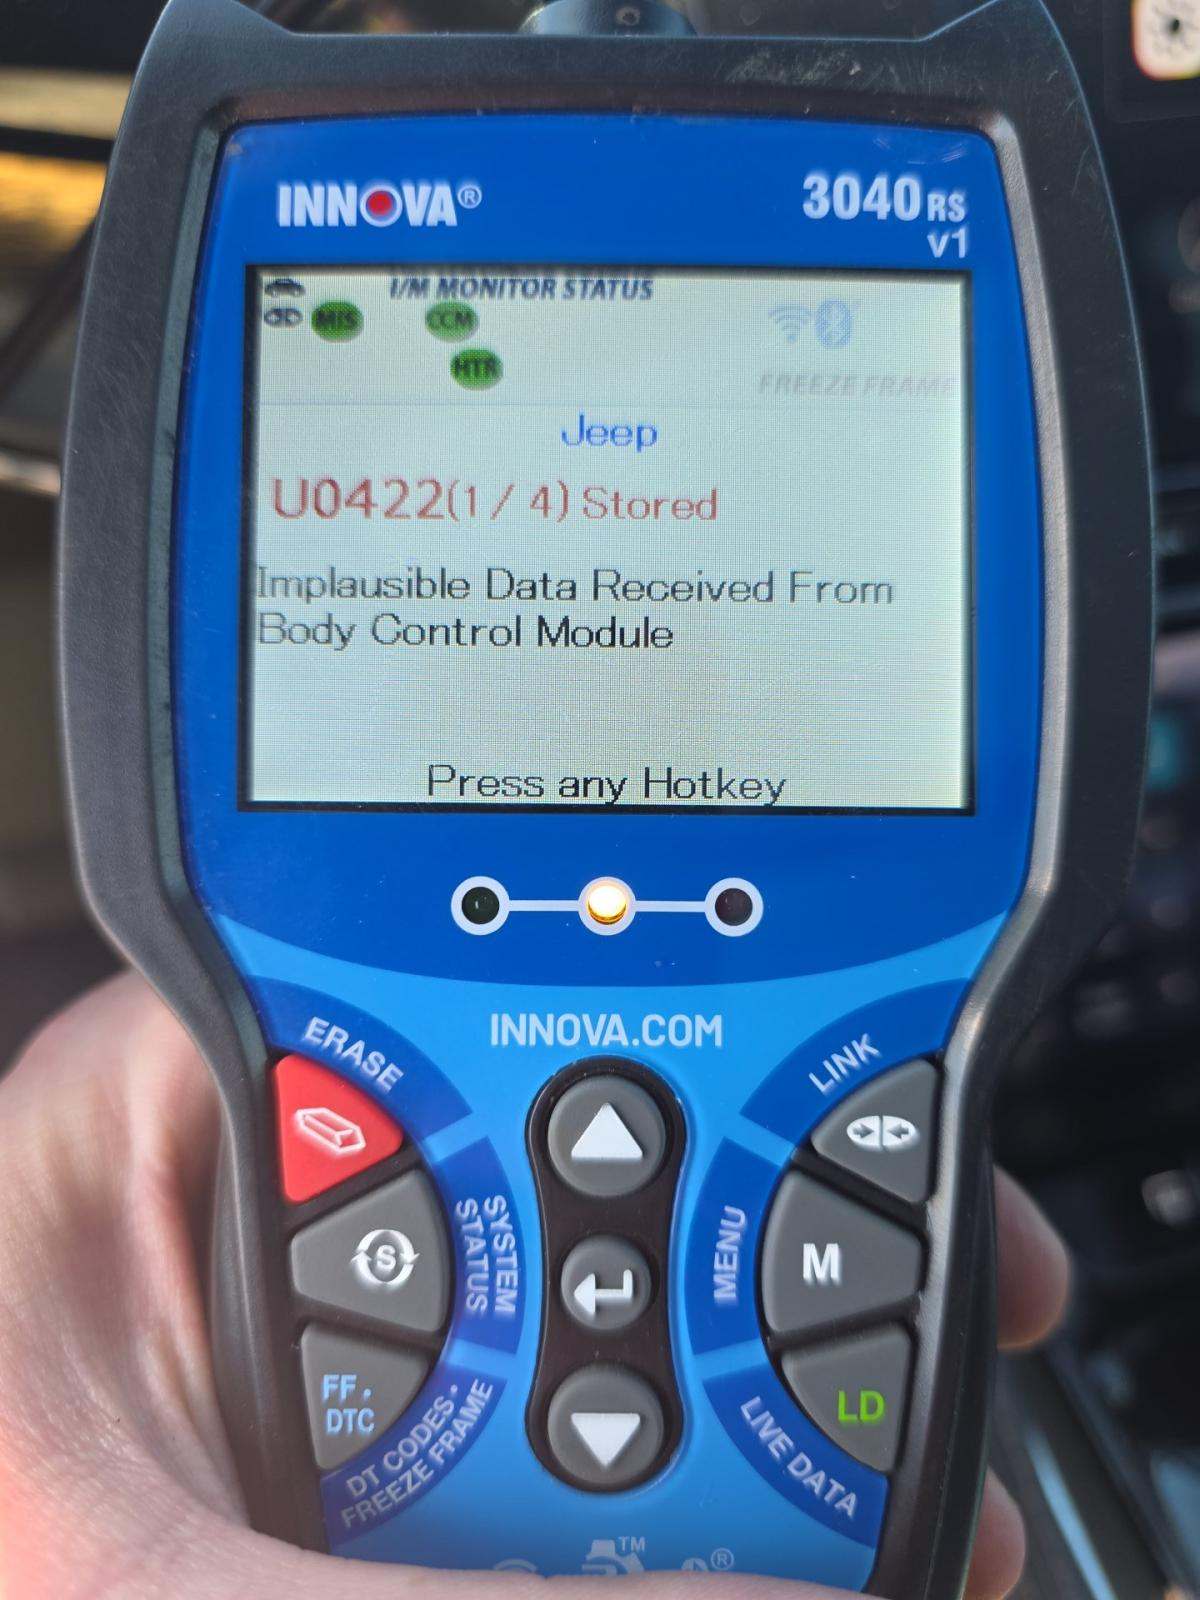 INNOVA®
3040RS
v1
I/M MONITOR STATUS
MIS CCM
HTR
FREEZE FRAME
Jeep
U0422(1 / 4) Stored
Implausible Data Received From
Body Control Module
Press any Hotkey
INNOVA.COM
ERASE
LINK
SYSTEM
STATUS
S
MENU
M
FF.
DTC
DT CODES·
FREEZE FRAME
LD
LIVE DATA
TM
®